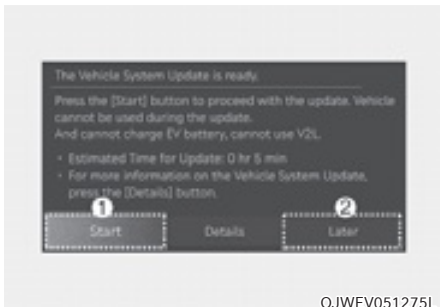 The Vehicle System Update is ready.
Press the [Start] button to proceed with the update. Vehicle
cannot be used during the update.
And cannot charge EV battery, cannot use V2L.
• Estimated Time for Update: 0 hr 5 min
• For more information on the Vehicle System Update,
press the [Details] button.
1 2
Start Details Later
OJWEV051275L